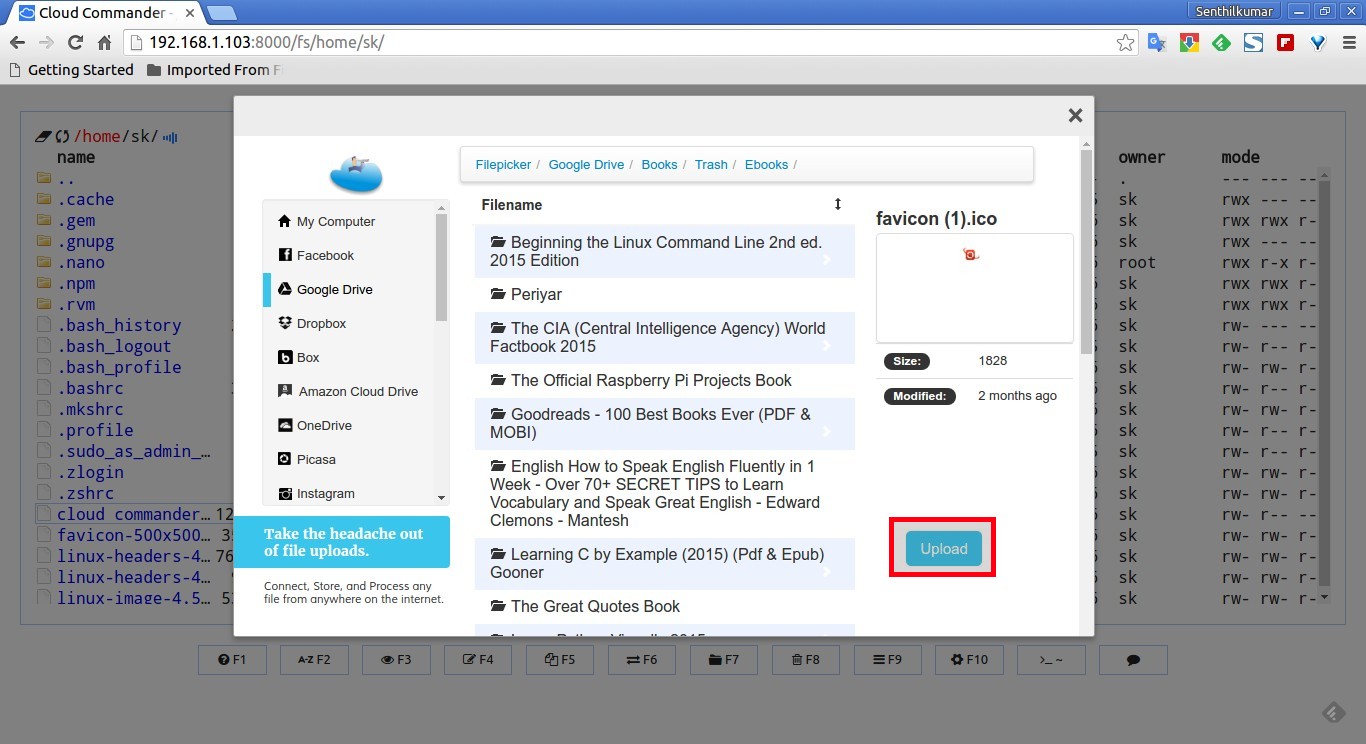 Cloud Commander -
Senthilkumar
192.168.1.103:8000/fs/home/sk/
Getting Started
Imported From F
/home/sk/
name
owner
mode
..
. --- --- --
.cache
sk rwx --- --
.gem
sk rwx rwx r-
.gnupg
sk rwx --- --
.nano
root rwx r-x r-
.npm
sk rwx rwx r-
.rvm
sk rwx rwx r-
.bash_history
sk rw- --- --
.bash_logout
sk rw- r-- r-
.bash_profile
sk rw- rw- r-
.bashrc
sk rw- r-- r-
.mkshrc
sk rw- rw- r-
.profile
sk rw- r-- r-
.sudo_as_admin_…
sk rw- r-- r-
.zlogin
sk rw- rw- r-
.zshrc
sk rw- rw- r-
cloud commander… 12
sk rw- rw- r-
favicon-500x500…
sk rw- rw- r-
linux-headers-4… 76
sk rw- rw- r-
linux-headers-4…
sk rw- rw- r-
linux-image-4.5…
sk rw- rw- r-
Filepicker / Google Drive / Books / Trash / Ebooks /
My Computer
Facebook
Google Drive
Dropbox
Box
Amazon Cloud Drive
OneDrive
Picasa
Instagram
Take the headache out
of file uploads.
Connect, Store, and Process any
file from anywhere on the internet.
Filename
Beginning the Linux Command Line 2nd ed.
2015 Edition
Periyar
The CIA (Central Intelligence Agency) World
Factbook 2015
The Official Raspberry Pi Projects Book
Goodreads - 100 Best Books Ever (PDF &
MOBI)
English How to Speak English Fluently in 1
Week - Over 70+ SECRET TIPS to Learn
Vocabulary and Speak Great English - Edward
Clemons - Mantesh
Learning C by Example (2015) (Pdf & Epub)
Gooner
The Great Quotes Book
favicon (1).ico
Size: 1828
Modified: 2 months ago
Upload
F1
A-Z F2
F3
F4
F5
F6
F7
F8
F9
F10
>_ ~